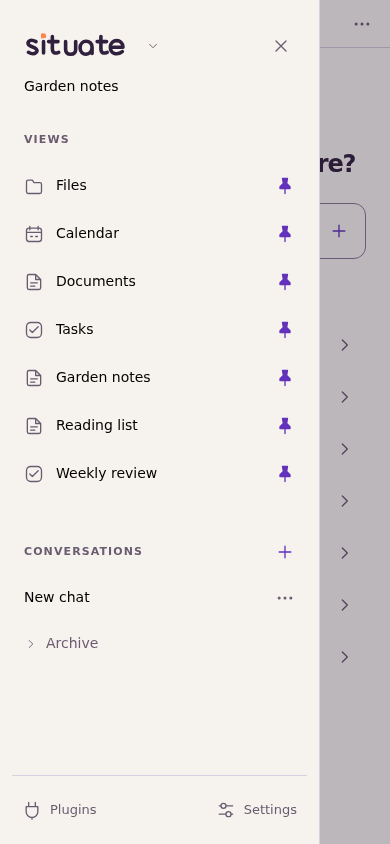 situate
Garden notes
VIEWS
Files
Calendar
Documents
Tasks
Garden notes
Reading list
Weekly review
CONVERSATIONS
New chat
Archive
Plugins
Settings
re?